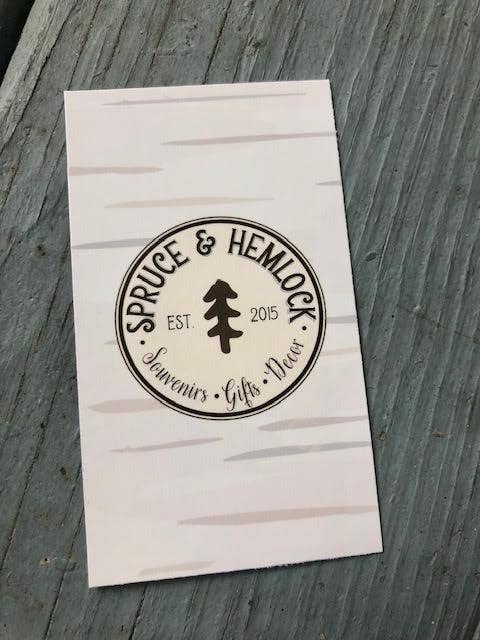 SPRUCE & HEMLOCK
EST. 2015
• Souvenirs • Gifts • Decor •